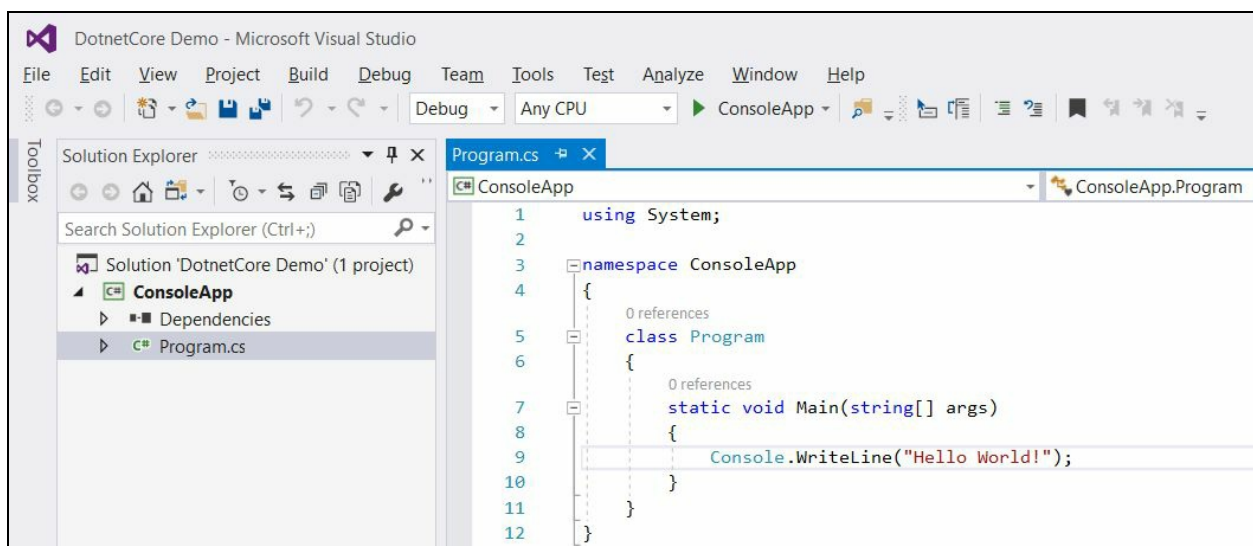 DotnetCore Demo - Microsoft Visual Studio
File Edit View Project Build Debug Team Tools Test Analyze Window Help
Debug Any CPU ConsoleApp
Toolbox
Solution Explorer
Search Solution Explorer (Ctrl+;)
Solution 'DotnetCore Demo' (1 project)
C# ConsoleApp
Dependencies
C# Program.cs
Program.cs
C# ConsoleApp ConsoleApp.Program
1 using System;
2
3 namespace ConsoleApp
4 {
0 references
5 class Program
6 {
0 references
7 static void Main(string[] args)
8 {
9 Console.WriteLine("Hello World!");
10 }
11 }
12 }